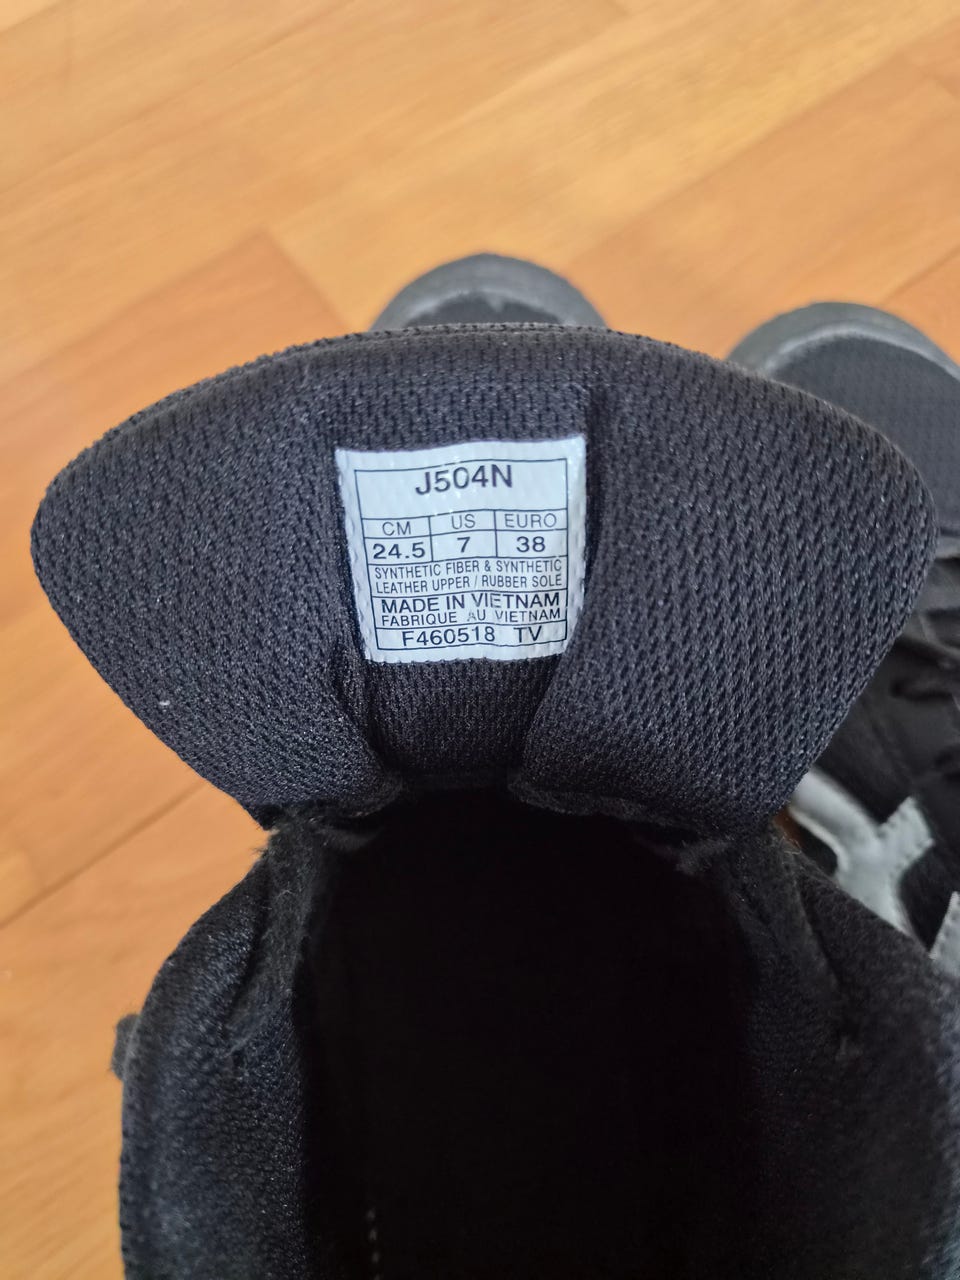 J504N
CM US EURO
24.5 7 38
SYNTHETIC FIBER & SYNTHETIC
LEATHER UPPER / RUBBER SOLE
MADE IN VIETNAM
FABRIQUE AU VIETNAM
F460518 TV